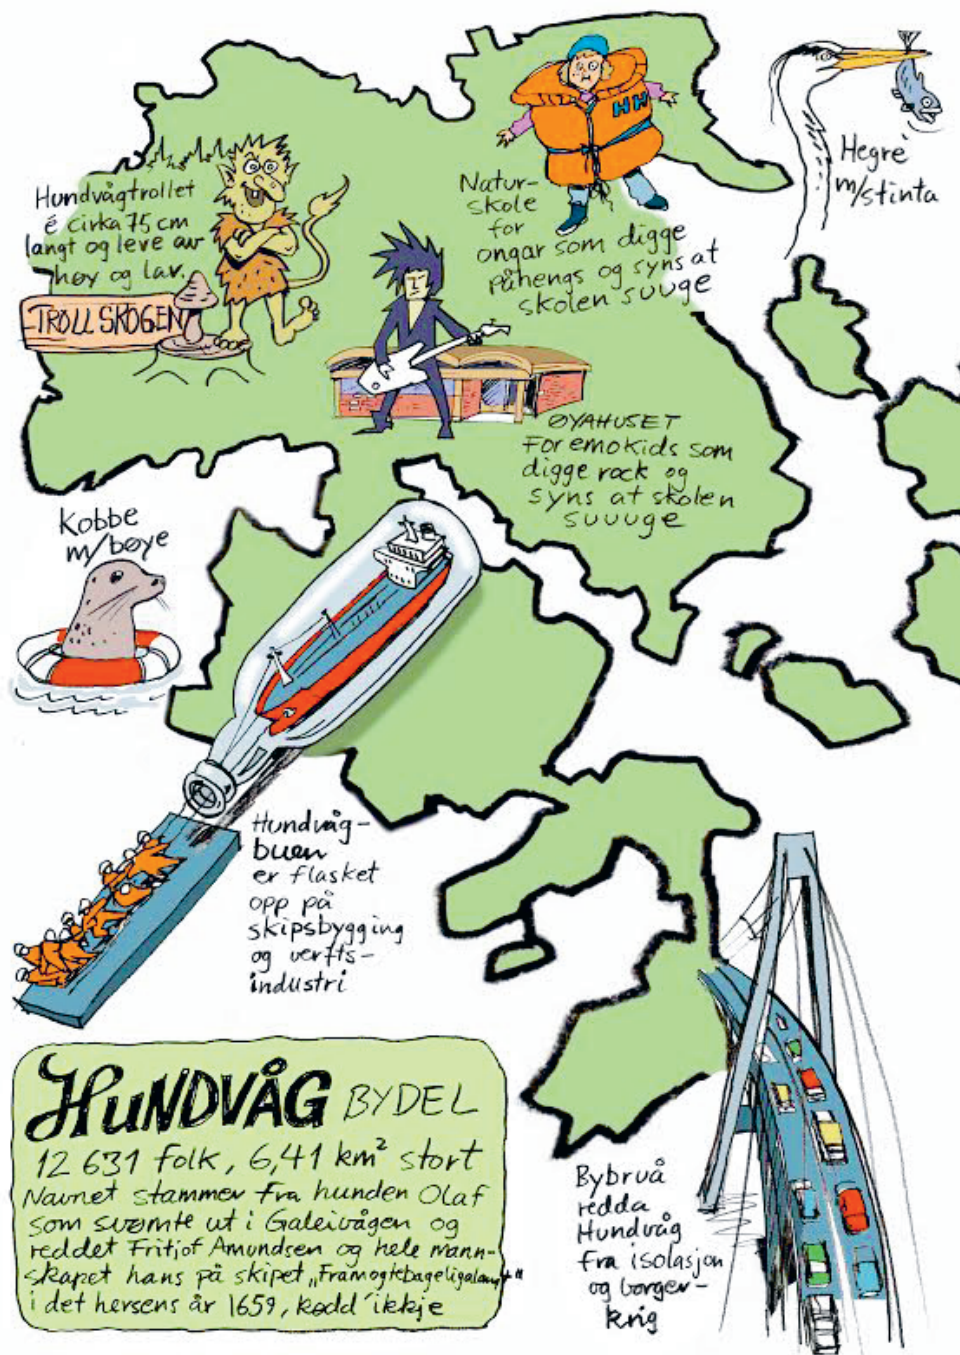 Hegre
m/stinta
Hundvågtrollet
é cirka 75 cm
langt og leve av
høy og lav.
TROLLSKOGEN
Natur-
skole
for
ongar som digge
påhengs og syns at
skolen suuge
HH
ØYAHUSET
For emokids som
digge rock og
syns at skolen
suuuge
Kobbe
m/bøye
Hundvåg-
buen
er flasket
opp på
skipsbygging
og verfts-
industri
HUNDVÅG BYDEL
12 631 folk, 6,41 km² stort
Navnet stammer fra hunden Olaf
som svømte ut i Galeivågen og
reddet Fritjof Amundsen og hele mann-
skapet hans på skipet
i det hersens år 1659, kødd'ikkje
Bybruå
redda
Hundvåg
fra isolasjon
og borger-
krig